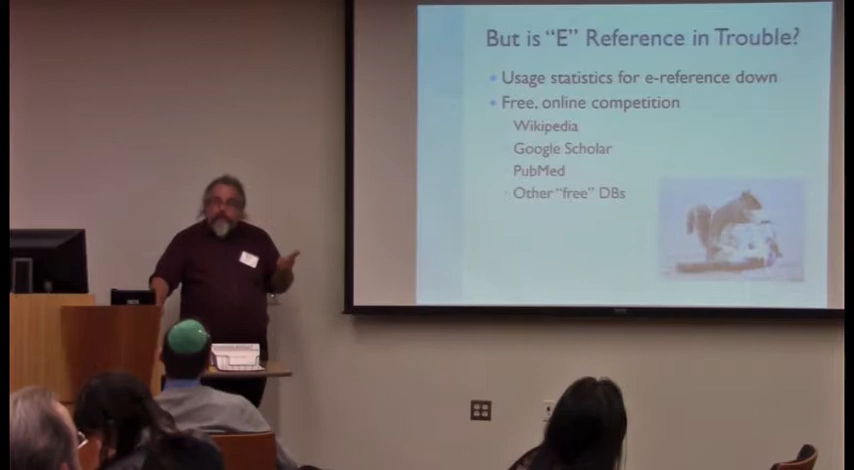 But is “E” Reference in Trouble?
Usage statistics for e-reference down
Free, online competition
Wikipedia
Google Scholar
PubMed
Other “free” DBs